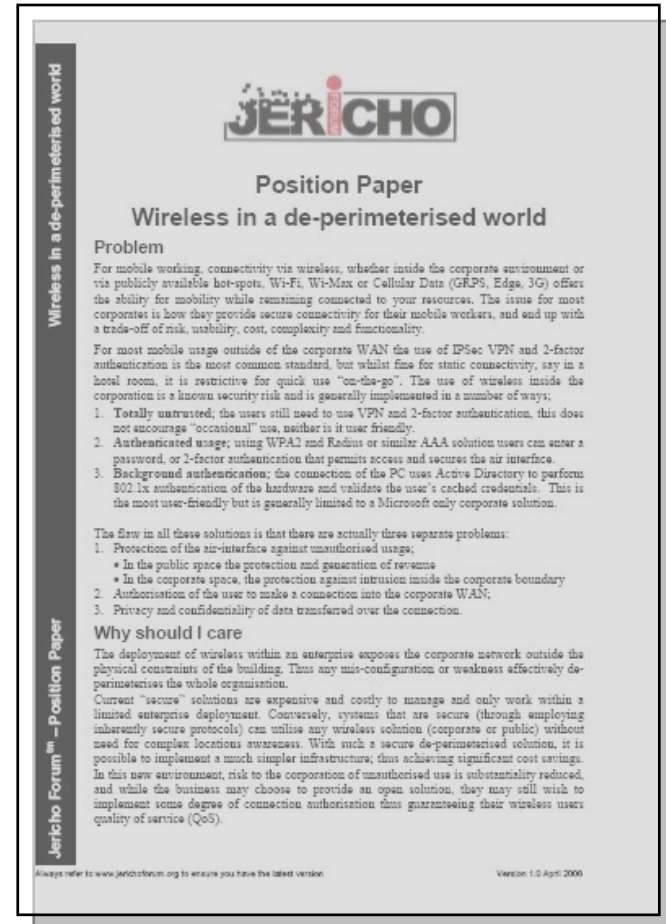 Wireless in a de-perimeterised world
Jericho Forum™ – Position Paper
JERICHO
FORUM
Position Paper
Wireless in a de-perimeterised world
Problem
For mobile working, connectivity via wireless, whether inside the corporate environment or
via publicly available hot-spots, Wi-Fi, Wi-Max or Cellular Data (GRPS, Edge, 3G) offers
the ability for mobility while remaining connected to your resources. The issue for most
corporates is how they provide secure connectivity for their mobile workers, and end up with
a trade-off of risk, usability, cost, complexity and functionality.
For most mobile usage outside of the corporate WAN the use of IPSec VPN and 2-factor
authentication is the most common standard, but whilst fine for static connectivity, say in a
hotel room, it is restrictive for quick use "on-the-go". The use of wireless inside the
corporation is a known security risk and is generally implemented in a number of ways;
1. Totally untrusted; the users still need to use VPN and 2-factor authentication, this does
not encourage "occasional" use, neither is it user friendly.
2. Authenticated usage; using WPA2 and Radius or similar AAA solution users can enter a
password, or 2-factor authentication that permits access and secures the air interface.
3. Background authentication; the connection of the PC uses Active Directory to perform
802.1x authentication of the hardware and validate the user's cached credentials. This is
the most user-friendly but is generally limited to a Microsoft only corporate solution.
The flaw in all these solutions is that there are actually three separate problems:
1. Protection of the air-interface against unauthorised usage;
• In the public space the protection and generation of revenue
• In the corporate space, the protection against intrusion inside the corporate boundary
2. Authorisation of the user to make a connection into the corporate WAN;
3. Privacy and confidentiality of data transferred over the connection.
Why should I care
The deployment of wireless within an enterprise exposes the corporate network outside the
physical constraints of the building. Thus any mis-configuration or weakness effectively de-
perimeterises the whole organisation.
Current "secure" solutions are expensive and costly to manage and only work within a
limited enterprise deployment. Conversely, systems that are secure (through employing
inherently secure protocols) can utilise any wireless solution (corporate or public) without
need for complex locations awareness. With such a secure de-perimeterised solution, it is
possible to implement a much simpler infrastructure; thus achieving significant cost savings.
In this new environment, risk to the corporation of unauthorised use is substantiality reduced,
and while the business may choose to provide an open solution, they may still wish to
implement some degree of connection authorisation thus guaranteeing their wireless users
quality of service (QoS).
Always refer to www.jerichoforum.org to ensure you have the latest version
Version 1.0 April 2006